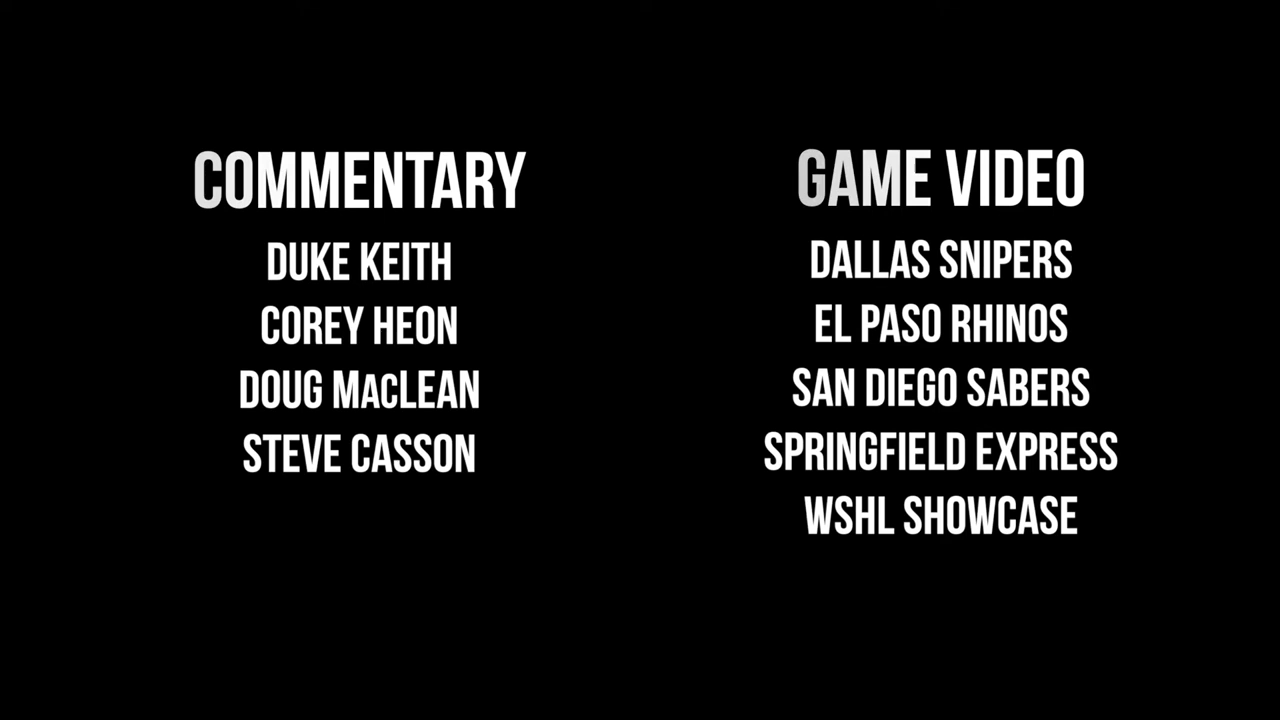 COMMENTARY
DUKE KEITH
COREY HEON
DOUG MacLEAN
STEVE CASSON
GAME VIDEO
DALLAS SNIPERS
EL PASO RHINOS
SAN DIEGO SABERS
SPRINGFIELD EXPRESS
WSHL SHOWCASE